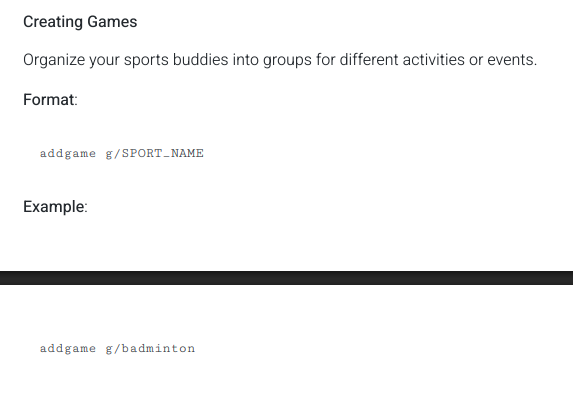 Creating Games
Organize your sports buddies into groups for different activities or events.
Format:
addgame g/SPORT_NAME
Example:
addgame g/badminton